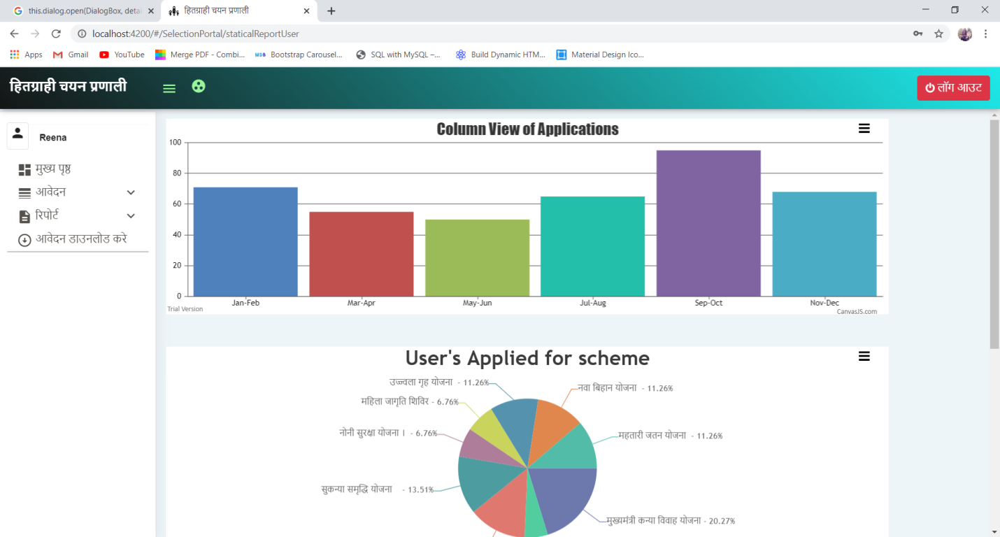 this.dialog.open(DialogBox, deta
हितग्राही चयन प्रणाली
localhost:4200/#/SelectionPortal/staticalReportUser
Apps
Gmail
YouTube
Merge PDF - Combi...
MDB Bootstrap Carousel...
SQL with MySQL –...
Build Dynamic HTM...
Material Design Ico...
हितग्राही चयन प्रणाली
लॉग आउट
Reena
मुख्य पृष्ठ
आवेदन
रिपोर्ट
आवेदन डाउनलोड करे
Column View of Applications
100
80
60
40
20
0
Jan-Feb
Mar-Apr
May-Jun
Jul-Aug
Sep-Oct
Nov-Dec
Trial Version
CanvasJS.com
User's Applied for scheme
उज्ज्वला गृह योजना - 11.26%
नवा बिहान योजना - 11.26%
महिला जागृति शिविर - 6.76%
नोनी सुरक्षा योजना । - 6.76%
महतारी जतन योजना - 11.26%
सुकन्या समृद्धि योजना - 13.51%
मुख्यमंत्री कन्या विवाह योजना - 20.27%